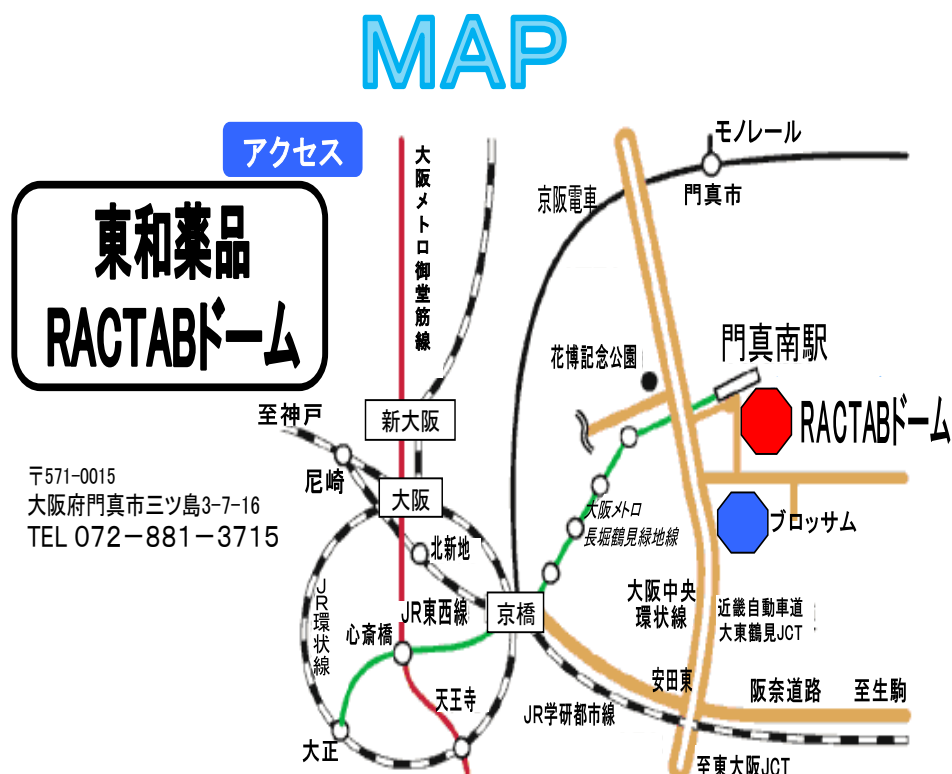 MAP
アクセス
東和薬品
RACTABドーム
〒571-0015
大阪府門真市三ツ島3-7-16
TEL 072－881－3715
大阪メトロ御堂筋線
モノレール
門真市
京阪電車
花博記念公園
門真南駅
RACTABドーム
至神戸
新大阪
尼崎
大阪
北新地
大阪メトロ
長堀鶴見緑地線
ブロッサム
JR環状線
JR東西線
京橋
心斎橋
大阪中央
環状線
近畿自動車道
大東鶴見JCT
安田東
阪奈道路
至生駒
天王寺
JR学研都市線
大正
至東大阪JCT